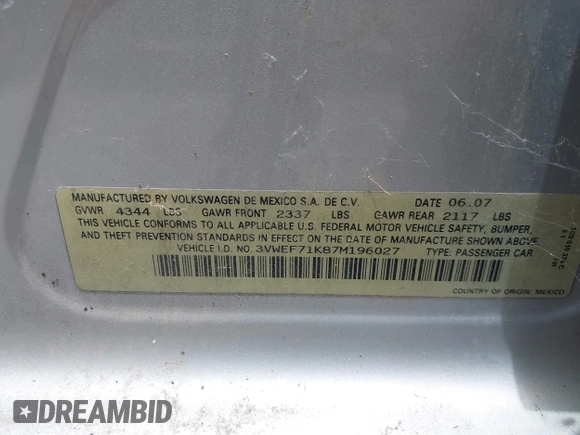 MANUFACTURED BY VOLKSWAGEN DE MEXICO S.A. DE C.V. DATE 06.07
GVWR 4344 LBS GAWR FRONT 2337 LBS GAWR REAR 2117 LBS
THIS VEHICLE CONFORMS TO ALL APPLICABLE U.S. FEDERAL MOTOR VEHICLE SAFETY, BUMPER,
AND THEFT PREVENTION STANDARDS IN EFFECT ON THE DATE OF MANUFACTURE SHOWN ABOVE.
VEHICLE I.D. NO. 3VWEF71K87M196027 TYPE: PASSENGER CAR
COUNTRY OF ORIGIN: MEXICO
DREAMBID